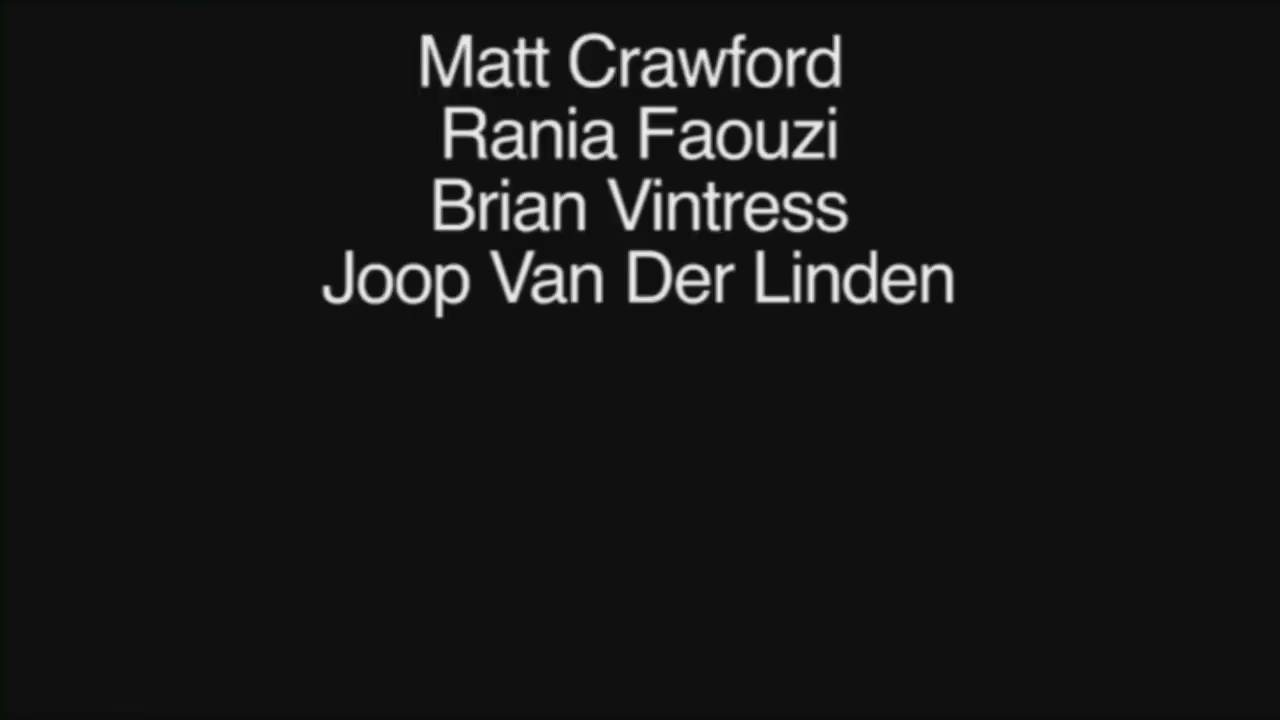 Matt Crawford
Rania Faouzi
Brian Vintress
Joop Van Der Linden